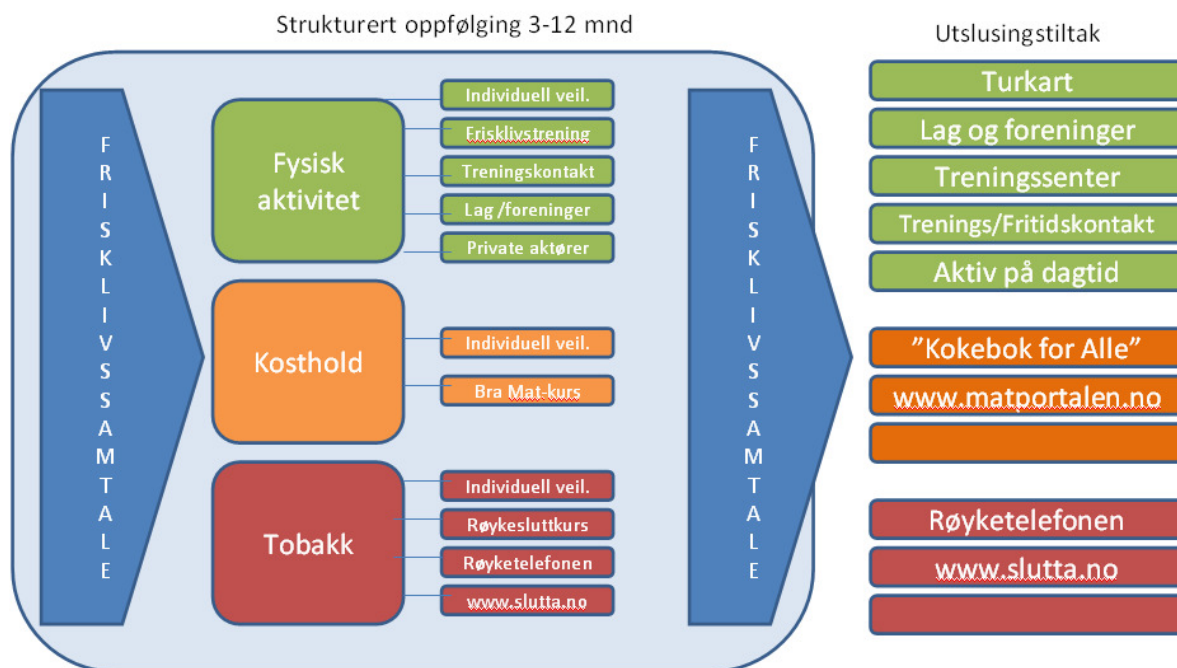 Strukturert oppfølging 3-12 mnd
FRISKLIVSSAMTALE
Fysisk
aktivitet
Individuell veil.
Frisklivstrening
Treningskontakt
Lag /foreninger
Private aktører
Kosthold
Individuell veil.
Bra Mat-kurs
Tobakk
Individuell veil.
Røykesluttkurs
Røyketelefonen
www.slutta.no
FRISKLIVSSAMTALE
Utslusingstiltak
Turkart
Lag og foreninger
Treningssenter
Trenings/Fritidskontakt
Aktiv på dagtid
”Kokebok for Alle”
www.matportalen.no
Røyketelefonen
www.slutta.no